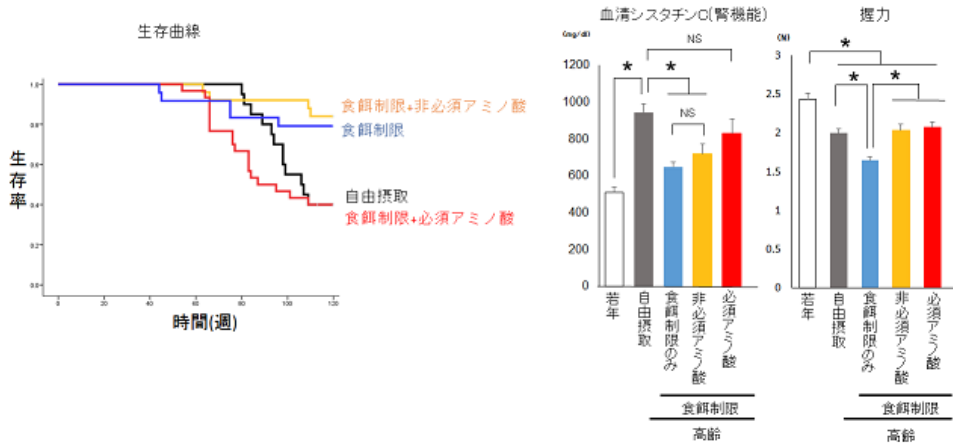 生存曲線
生存率
1.0
0.8
0.6
0.4
0.2
0.0
0
20
40
60
80
100
120
時間(週)
食餌制限+非必須アミノ酸
食餌制限
自由摂取
食餌制限+必須アミノ酸
血清シスタチンC(腎機能)
(mg/dl)
1200
1000
800
600
400
200
0
NS
*
*
NS
若年
自由摂取
食餌制限のみ
非必須アミノ酸
必須アミノ酸
食餌制限
高齢
握力
(N)
3
2.5
2
1.5
1
0.5
0
*
*
*
若年
自由摂取
食餌制限のみ
非必須アミノ酸
必須アミノ酸
食餌制限
高齢